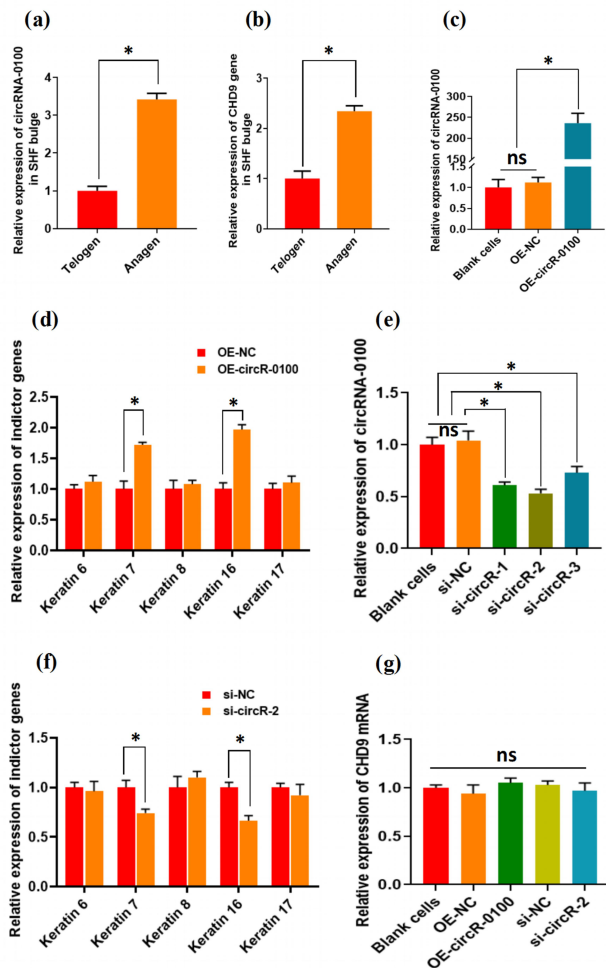 (a)
Relative expression of circRNA-0100
in SHF bulge
5
4
3
2
1
0
*
Telogen
Anagen
(b)
Relative expression of CHD9 gene
in SHF bulge
4
3
2
1
0
*
Telogen
Anagen
(c)
Relative expression of circRNA-0100
300
250
200
150
150
1.5
1.0
0.5
0.0
*
ns
Blank cells
OE-NC
OE-circR-0100
(d)
OE-NC
OE-circR-0100
Relative expression of indictor genes
2.5
2.0
1.5
1.0
0.5
0.0
*
*
Keratin 6
Keratin 7
Keratin 8
Keratin 16
Keratin 17
(e)
Relative expression of circRNA-0100
1.5
1.0
0.5
0.0
*
*
*
ns
Blank cells
si-NC
si-circR-1
si-circR-2
si-circR-3
(f)
si-NC
si-circR-2
Relative expression of indictor genes
1.5
1.0
0.5
0.0
*
*
Keratin 6
Keratin 7
Keratin 8
Keratin 16
Keratin 17
(g)
Relative expression of CHD9 mRNA
1.5
1.0
0.5
0.0
ns
Blank cells
OE-NC
OE-circR-0100
si-NC
si-circR-2